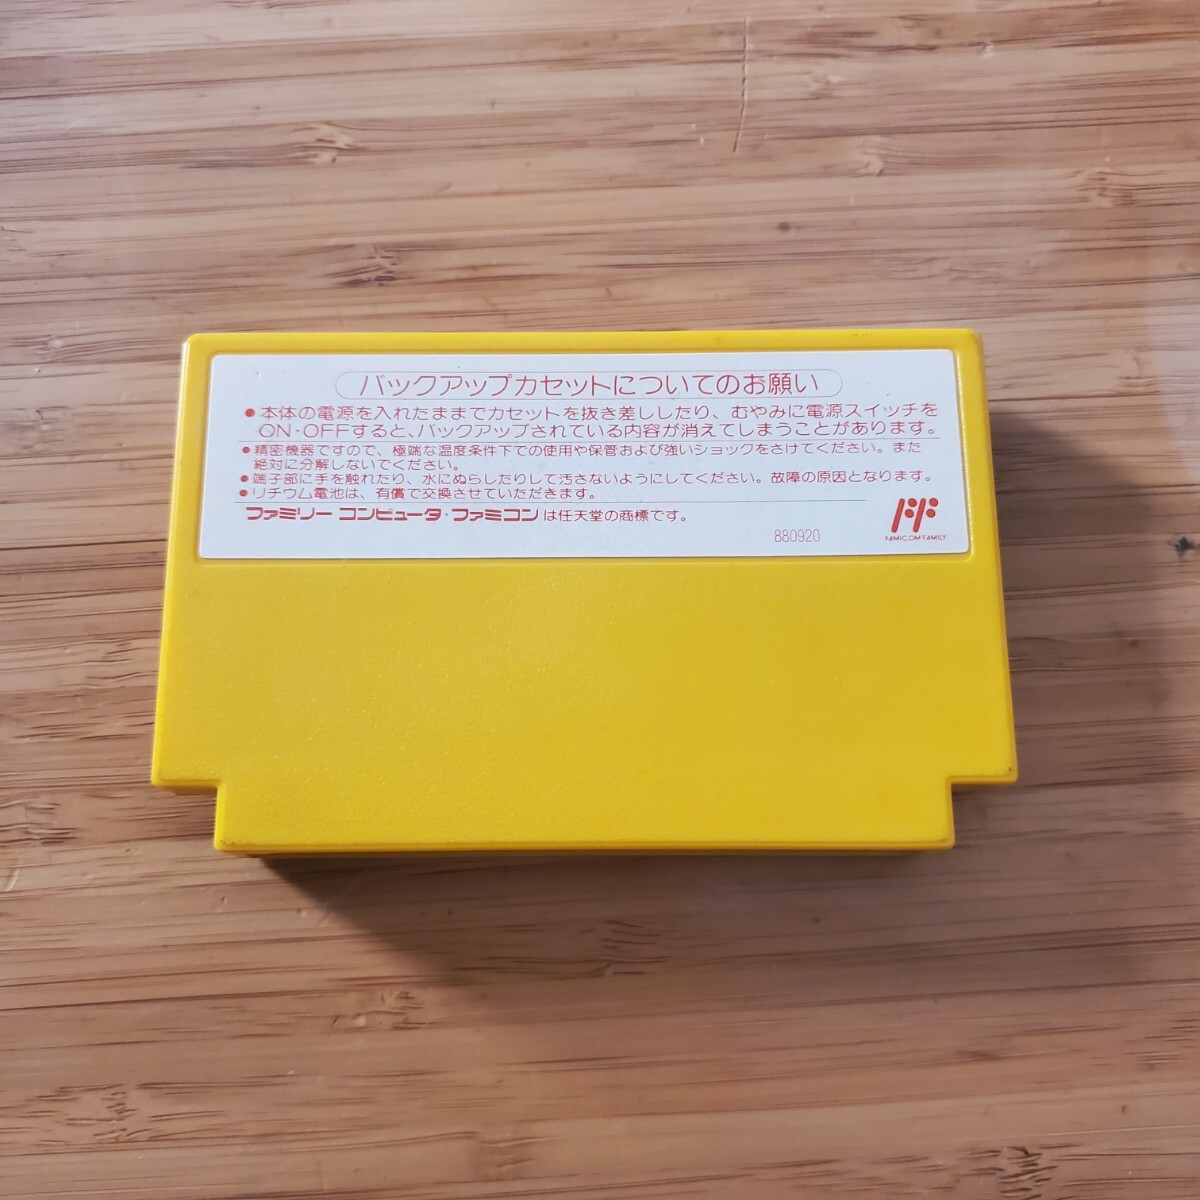 バックアップカセットについてのお願い
●本体の電源を入れたままでカセットを抜き差ししたり、むやみに電源スイッチを
ON・OFFすると、バックアップされている内容が消えてしまうことがあります。
●精密機器ですので、極端な温度条件下での使用や保管および強いショックをさけてください。また
絶対に分解しないでください。
●端子部に手を触れたり、水にぬらしたりして汚さないようにしてください。故障の原因となります。
●リチウム電池は、有償で交換させていただきます。
ファミリー コンピュータ・ファミコンは任天堂の商標です。
880920
FAMICOM FAMILY